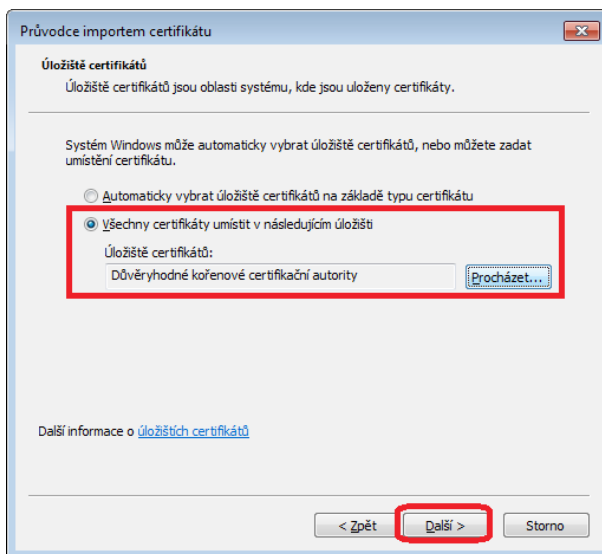 Průvodce importem certifikátu
Úložiště certifikátů
Úložiště certifikátů jsou oblasti systému, kde jsou uloženy certifikáty.
Systém Windows může automaticky vybrat úložiště certifikátů, nebo můžete zadat
umístění certifikátu.
Automaticky vybrat úložiště certifikátů na základě typu certifikátu
Všechny certifikáty umístit v následujícím úložišti
Úložiště certifikátů:
Důvěryhodné kořenové certifikační autority
Procházet...
Další informace o úložištích certifikátů
< Zpět
Další >
Storno